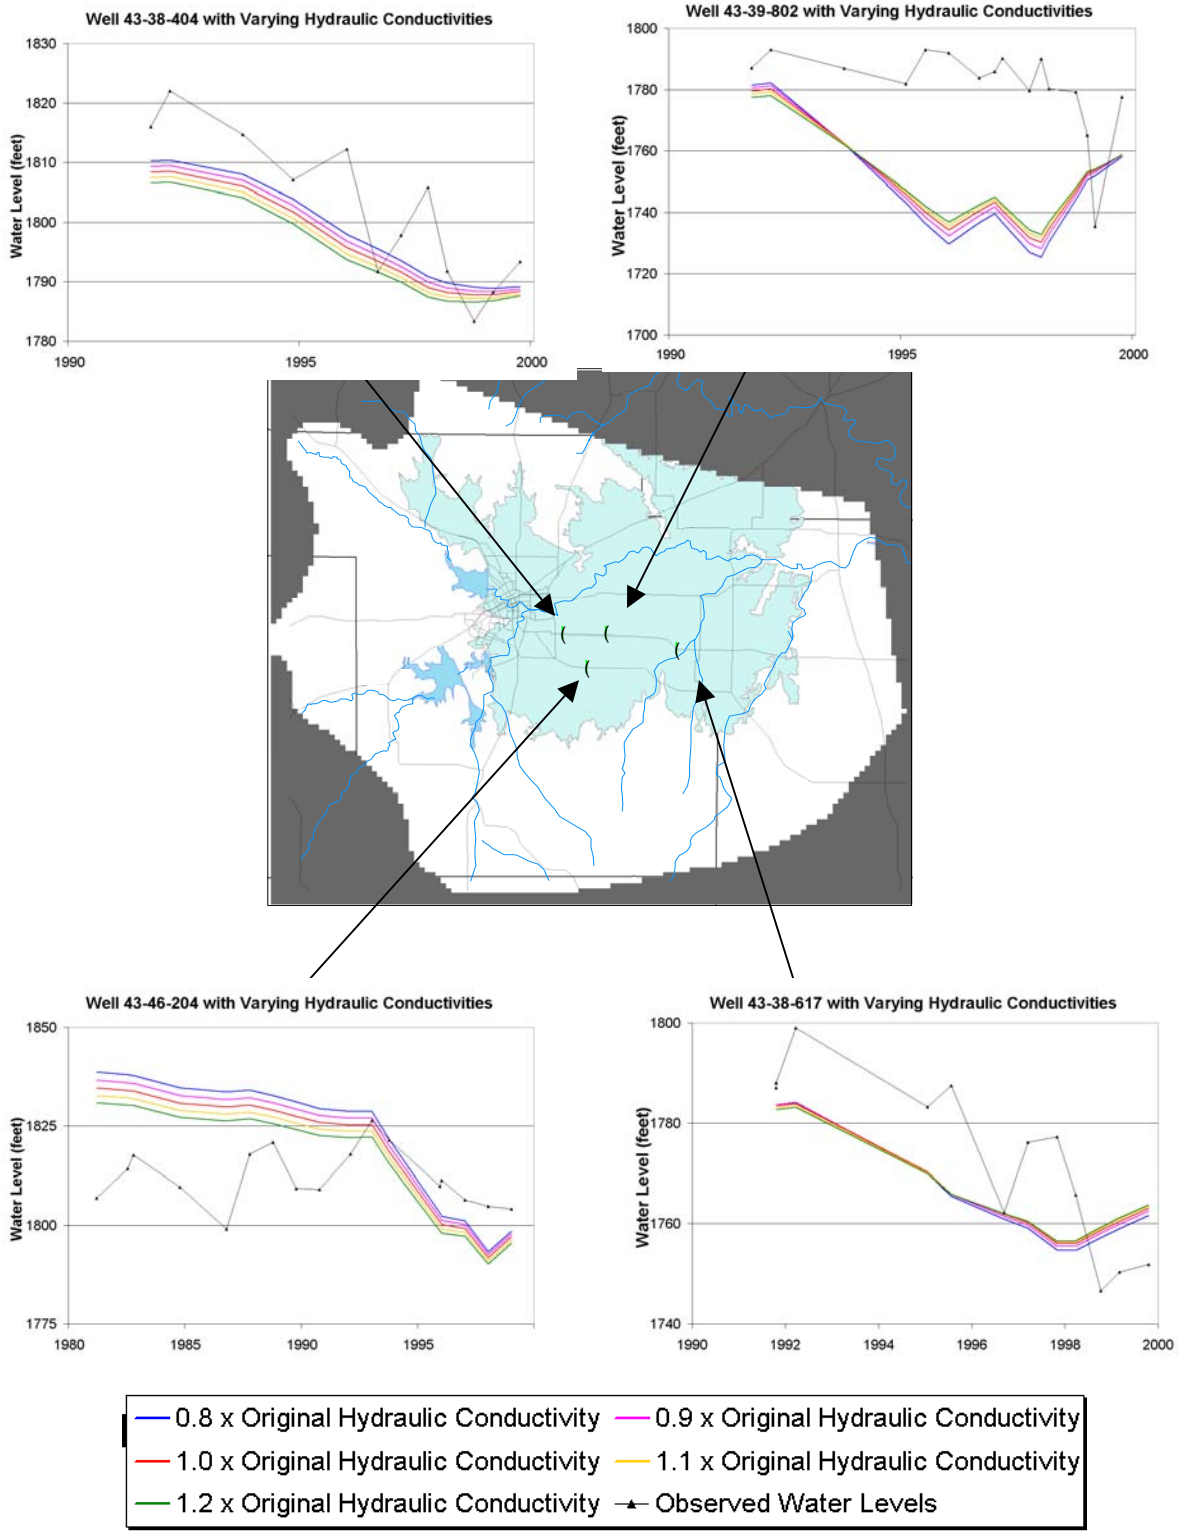 Well 43-38-404 with Varying Hydraulic Conductivities
Water Level (feet)
1830
1820
1810
1800
1790
1780
1990
1995
2000
Well 43-39-802 with Varying Hydraulic Conductivities
Water Level (feet)
1800
1780
1760
1740
1720
1700
1990
1995
2000
Well 43-46-204 with Varying Hydraulic Conductivities
Water Level (feet)
1850
1825
1800
1775
1980
1985
1990
1995
Well 43-38-617 with Varying Hydraulic Conductivities
Water Level (feet)
1800
1780
1760
1740
1990
1992
1994
1996
1998
2000
0.8 x Original Hydraulic Conductivity
0.9 x Original Hydraulic Conductivity
1.0 x Original Hydraulic Conductivity
1.1 x Original Hydraulic Conductivity
1.2 x Original Hydraulic Conductivity
Observed Water Levels